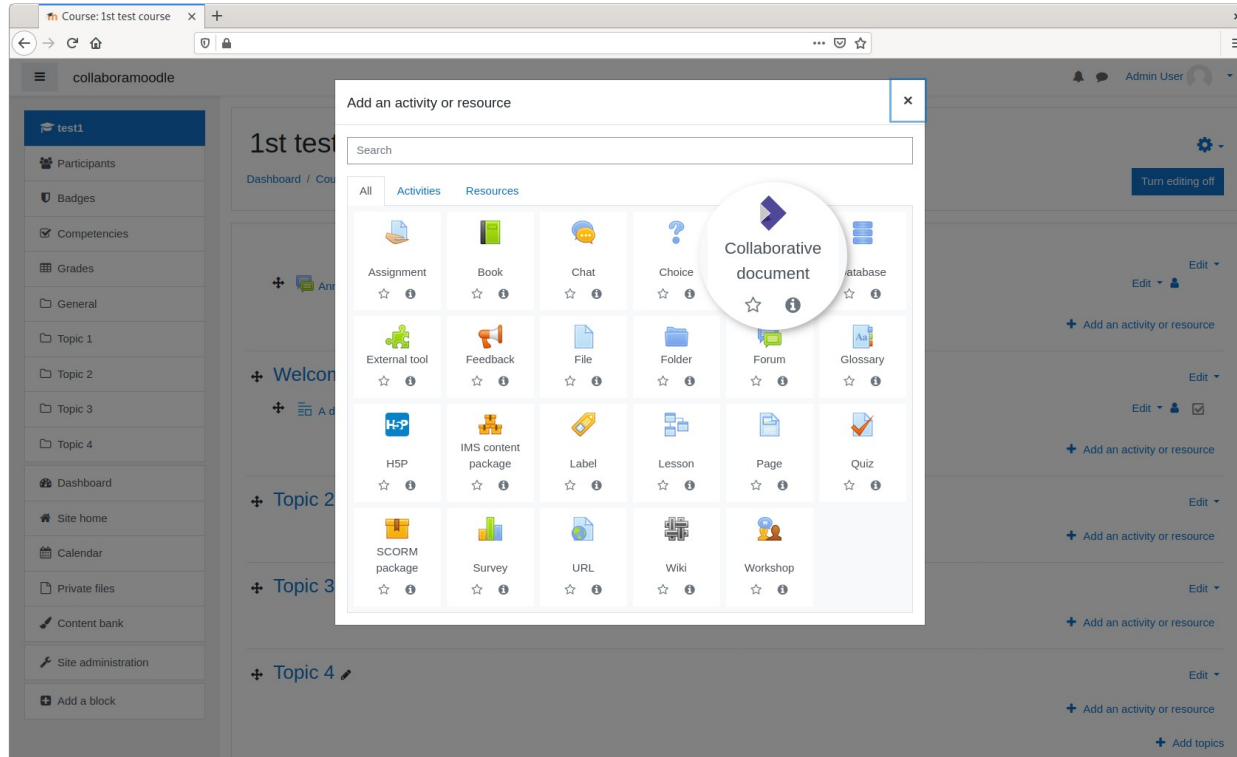 Course: 1st test course
collaboramoodle
Admin User
test1
Participants
Badges
Competencies
Grades
General
Topic 1
Topic 2
Topic 3
Topic 4
Dashboard
Site home
Calendar
Private files
Content bank
Site administration
Add a block
1st test
Dashboard / Cou
Turn editing off
Edit
Ann
Edit
Add an activity or resource
Welcon
Edit
A d
Edit
Add an activity or resource
Topic 2
Edit
Add an activity or resource
Topic 3
Edit
Add an activity or resource
Topic 4
Edit
Add an activity or resource
Add topics
Add an activity or resource
Search
All Activities Resources
Assignment Book Chat Choice
Collaborative
document
atabase
External tool Feedback File Folder Forum Glossary
Aa
H5P
IMS content
package
H5P Label Lesson Page Quiz
SCORM
package
Survey URL Wiki Workshop